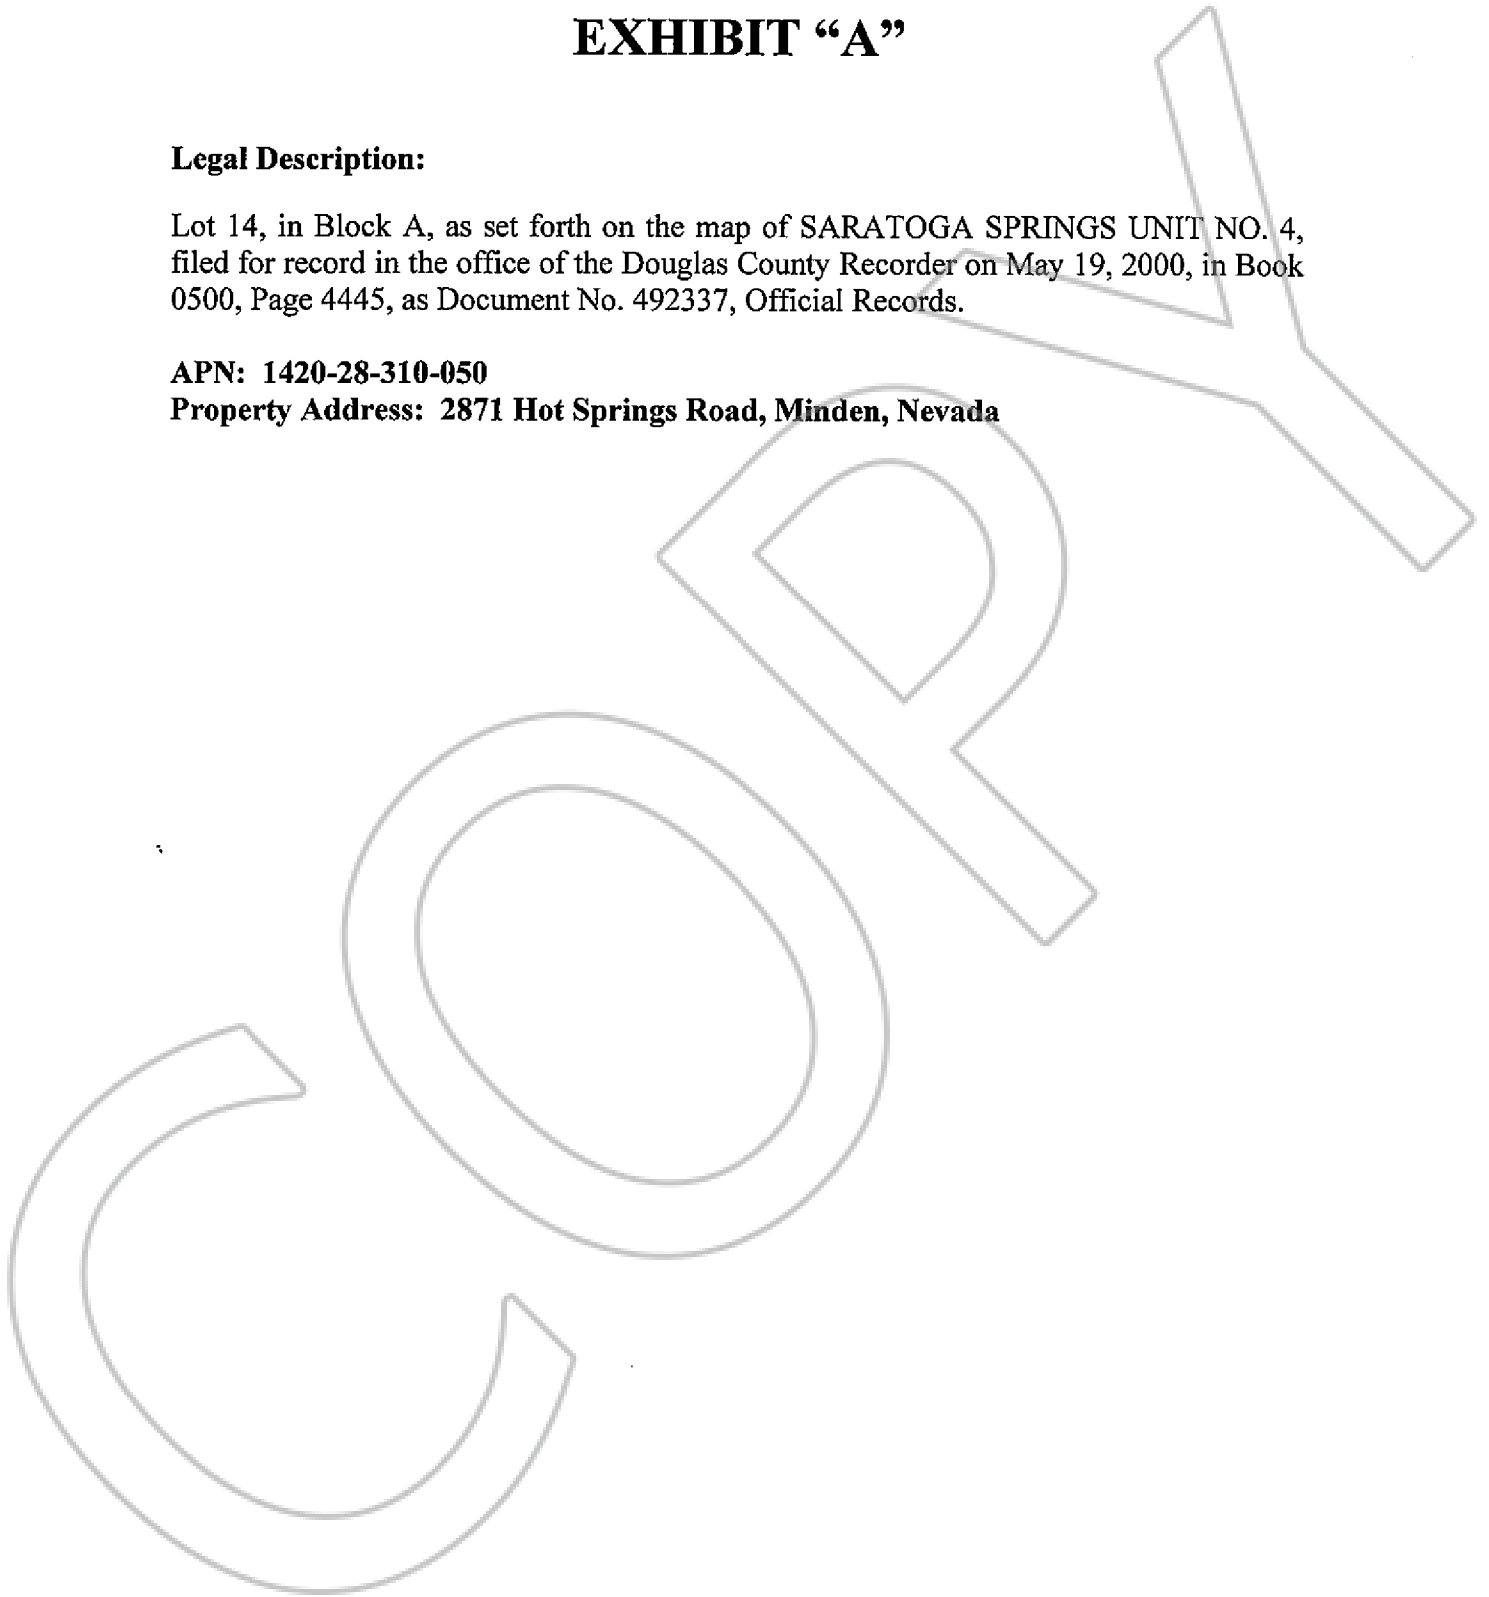 EXHIBIT “A”
Legal Description:
Lot 14, in Block A, as set forth on the map of SARATOGA SPRINGS UNIT NO. 4,
filed for record in the office of the Douglas County Recorder on May 19, 2000, in Book
0500, Page 4445, as Document No. 492337, Official Records.
APN: 1420-28-310-050
Property Address: 2871 Hot Springs Road, Minden, Nevada
COPY